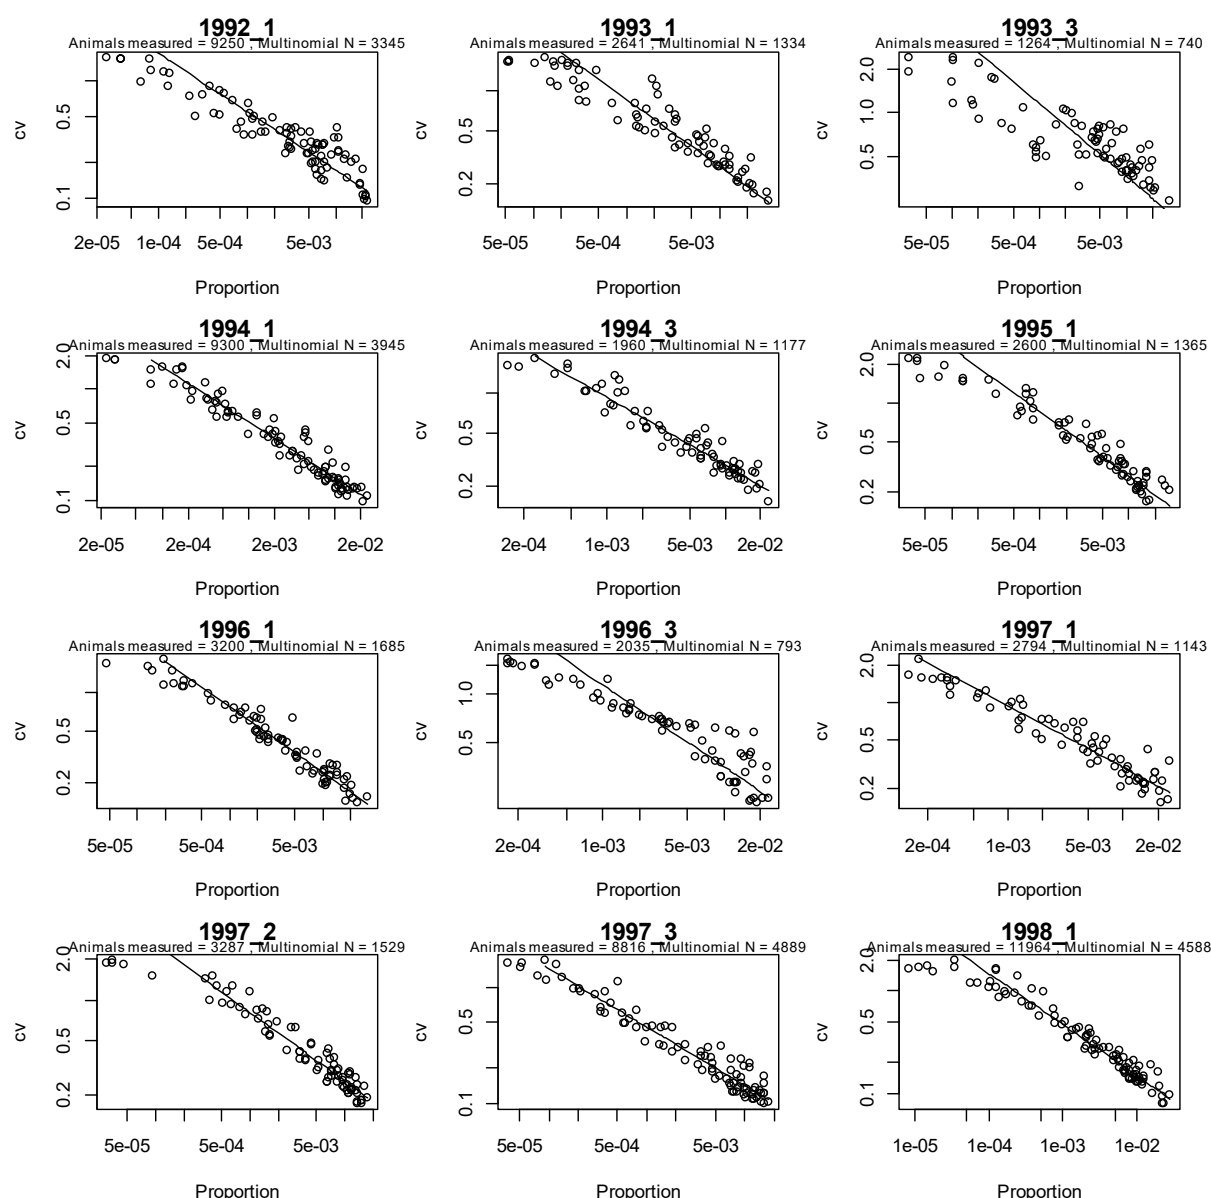 1992_1 1993_1 1993_3
Animals measured = 9250 , Multinomial N = 3345 Animals measured = 2641 , Multinomial N = 1334 Animals measured = 1264 , Multinomial N = 740
cv 0.1 0.5 cv 0.2 0.5 cv 0.5 1.0 2.0
2e-05 1e-04 5e-04 5e-03 5e-05 5e-04 5e-03 5e-05 5e-04 5e-03
Proportion Proportion Proportion
1994_1 1994_3 1995_1
Animals measured = 9300 , Multinomial N = 3945 Animals measured = 1960 , Multinomial N = 1177 Animals measured = 2600 , Multinomial N = 1365
cv 0.1 0.5 2.0 cv 0.2 0.5 cv 0.2 0.5 2.0
2e-05 2e-04 2e-03 2e-02 2e-04 1e-03 5e-03 2e-02 5e-05 5e-04 5e-03
Proportion Proportion Proportion
1996_1 1996_3 1997_1
Animals measured = 3200 , Multinomial N = 1685 Animals measured = 2035 , Multinomial N = 793 Animals measured = 2794 , Multinomial N = 1143
cv 0.2 0.5 cv 0.5 1.0 cv 0.2 0.5 2.0
5e-05 5e-04 5e-03 2e-04 1e-03 5e-03 2e-02 2e-04 1e-03 5e-03 2e-02
Proportion Proportion Proportion
1997_2 1997_3 1998_1
Animals measured = 3287 , Multinomial N = 1529 Animals measured = 8816 , Multinomial N = 4889 Animals measured = 11964 , Multinomial N = 4588
cv 0.2 0.5 2.0 cv 0.1 0.5 cv 0.1 0.5 2.0
5e-05 5e-04 5e-03 5e-05 5e-04 5e-03 1e-05 1e-04 1e-03 1e-02
Proportion Proportion Proportion